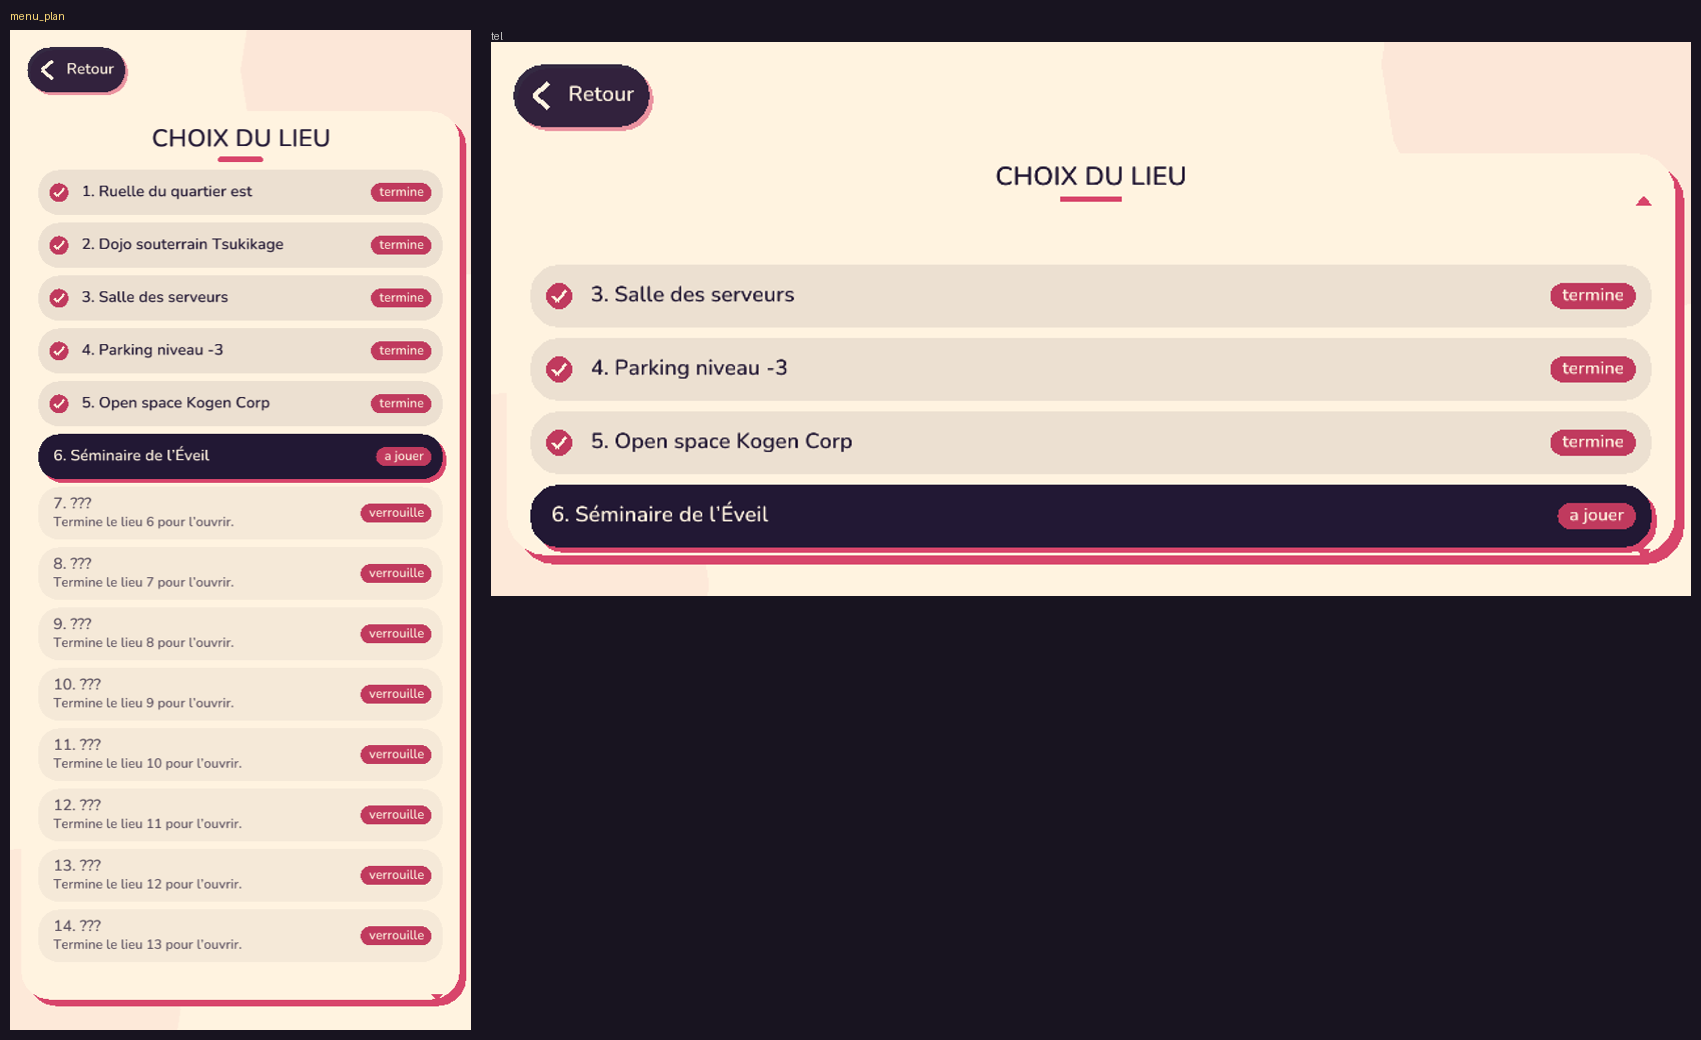 menu_plan
Retour
CHOIX DU LIEU
1. Ruelle du quartier est termine
2. Dojo souterrain Tsukikage termine
3. Salle des serveurs termine
4. Parking niveau -3 termine
5. Open space Kogen Corp termine
6. Séminaire de l'Éveil a jouer
7. ???
Termine le lieu 6 pour l'ouvrir. verrouille
8. ???
Termine le lieu 7 pour l'ouvrir. verrouille
9. ???
Termine le lieu 8 pour l'ouvrir. verrouille
10. ???
Termine le lieu 9 pour l'ouvrir. verrouille
11. ???
Termine le lieu 10 pour l'ouvrir. verrouille
12. ???
Termine le lieu 11 pour l'ouvrir. verrouille
13. ???
Termine le lieu 12 pour l'ouvrir. verrouille
14. ???
Termine le lieu 13 pour l'ouvrir. verrouille
tel
Retour
CHOIX DU LIEU
3. Salle des serveurs termine
4. Parking niveau -3 termine
5. Open space Kogen Corp termine
6. Séminaire de l'Éveil a jouer